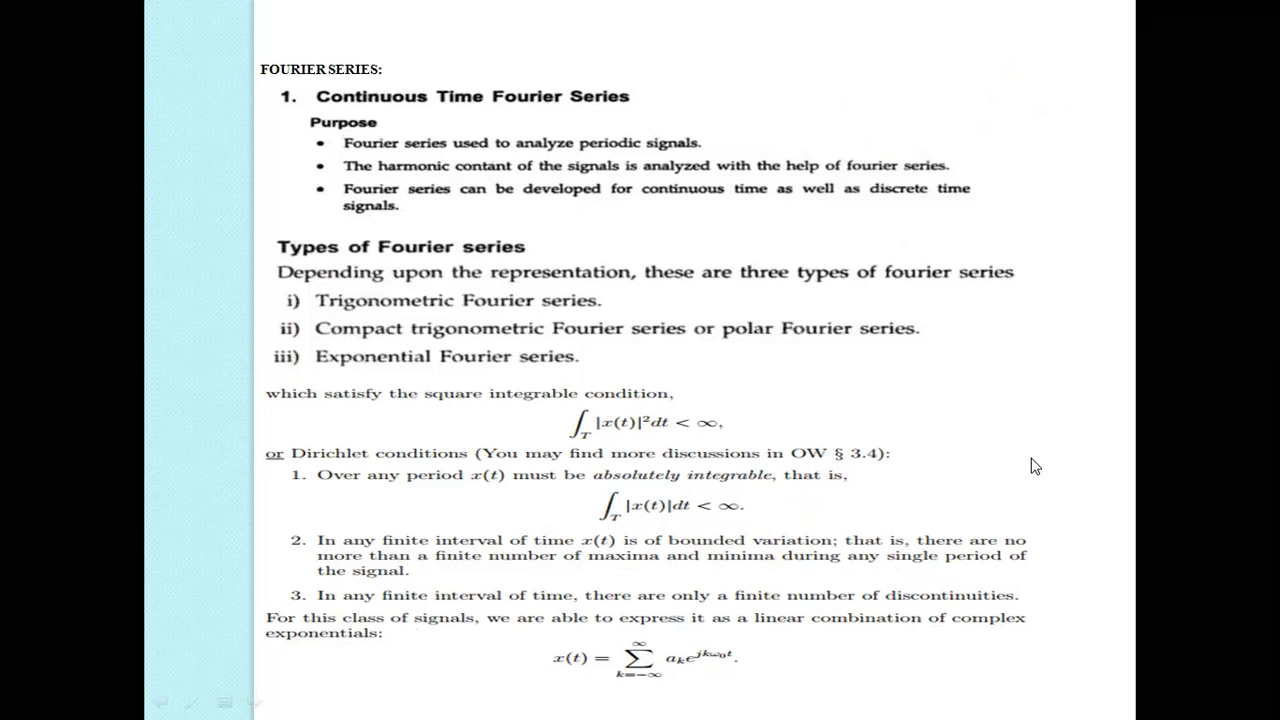 FOURIER SERIES:
1. Continuous Time Fourier Series
Purpose
• Fourier series used to analyze periodic signals.
• The harmonic contant of the signals is analyzed with the help of fourier series.
• Fourier series can be developed for continuous time as well as discrete time
signals.
Types of Fourier series
Depending upon the representation, these are three types of fourier series
i) Trigonometric Fourier series.
ii) Compact trigonometric Fourier series or polar Fourier series.
iii) Exponential Fourier series.
which satisfy the square integrable condition,
∫_T |x(t)|²dt < ∞,
or Dirichlet conditions (You may find more discussions in OW § 3.4):
1. Over any period x(t) must be absolutely integrable, that is,
∫_T |x(t)|dt < ∞.
2. In any finite interval of time x(t) is of bounded variation; that is, there are no
more than a finite number of maxima and minima during any single period of
the signal.
3. In any finite interval of time, there are only a finite number of discontinuities.
For this class of signals, we are able to express it as a linear combination of complex
exponentials:
x(t) = ∑_{k=-∞}^{∞} a_k e^{jkω₀t}.